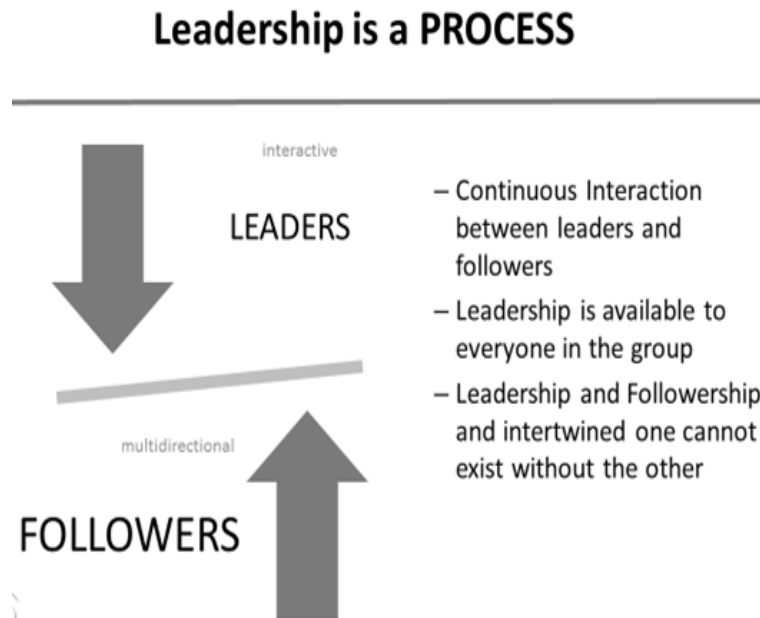 Leadership is a PROCESS
interactive
LEADERS
multidirectional
FOLLOWERS
– Continuous Interaction
between leaders and
followers
– Leadership is available to
everyone in the group
– Leadership and Followership
and intertwined one cannot
exist without the other